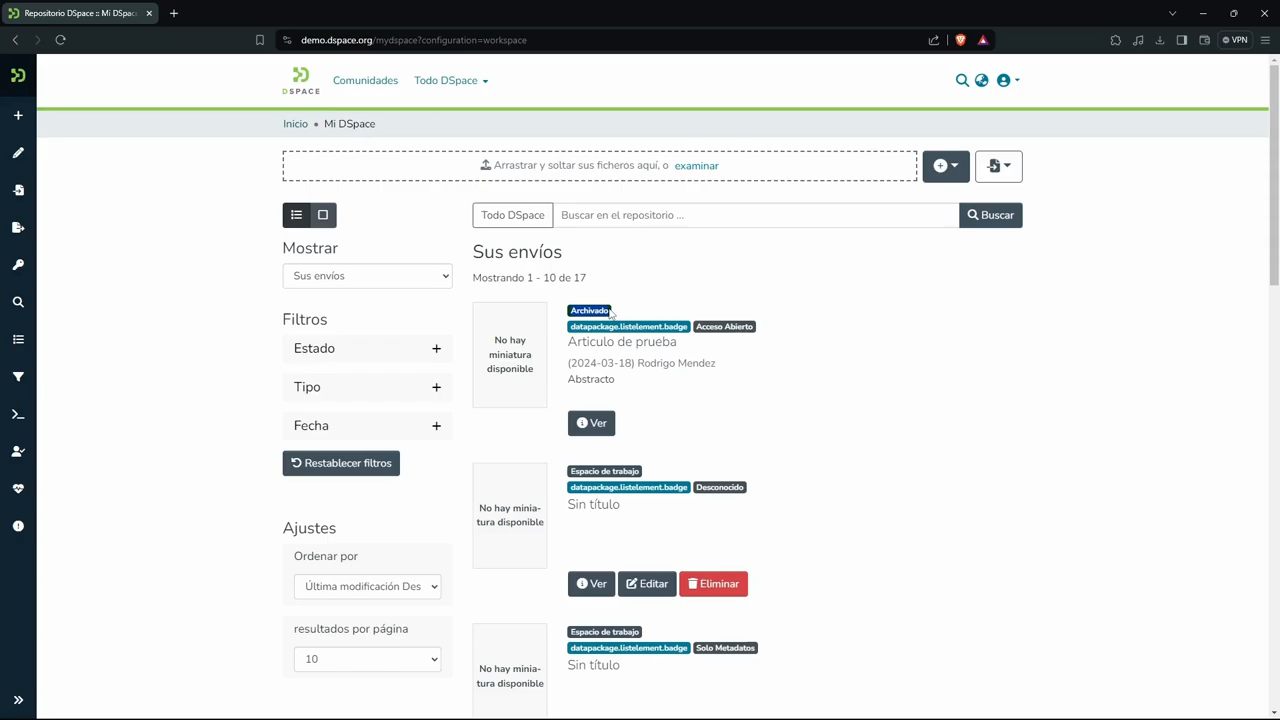 Repositorio DSpace :: Mi DSpac
demo.dspace.org/mydspace?configuration=workspace
VPN
DSPACE
Comunidades
Todo DSpace
Inicio • Mi DSpace
Arrastrar y soltar sus ficheros aquí, o examinar
Todo DSpace
Buscar en el repositorio ...
Buscar
Mostrar
Sus envíos
Filtros
Estado
Tipo
Fecha
Restablecer filtros
Ajustes
Ordenar por
Última modificación Des
resultados por página
10
Sus envíos
Mostrando 1 - 10 de 17
No hay
miniatura
disponible
Archivado
datapackage.listelement.badge Acceso Abierto
Articulo de prueba
(2024-03-18) Rodrigo Mendez
Abstracto
Ver
No hay minia-
tura disponible
Espacio de trabajo
datapackage.listelement.badge Desconocido
Sin título
Ver Editar Eliminar
No hay minia-
tura disponible
Espacio de trabajo
datapackage.listelement.badge Solo Metadatos
Sin título